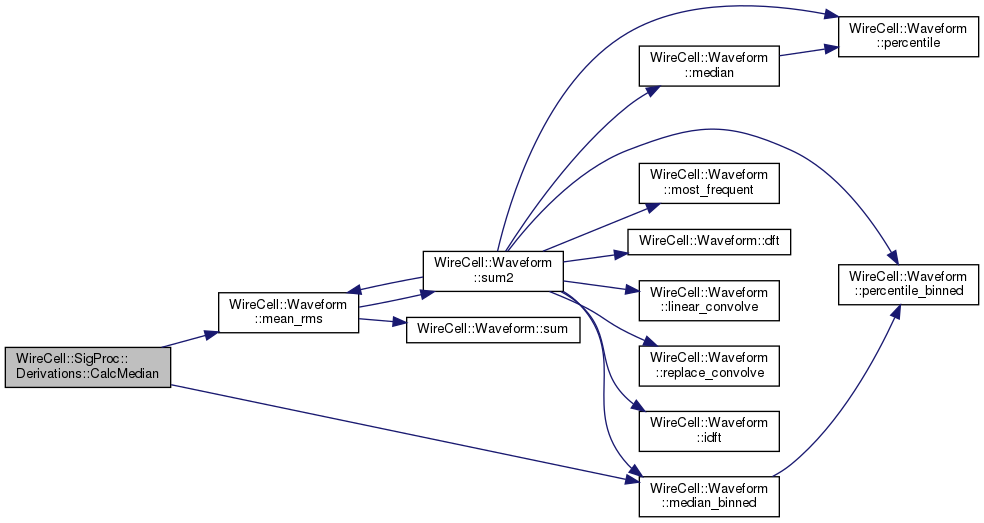 WireCell::SigProc::
Derivations::CalcMedian
WireCell::Waveform
::mean_rms
WireCell::Waveform
::sum2
WireCell::Waveform::sum
WireCell::Waveform
::median
WireCell::Waveform
::percentile
WireCell::Waveform
::most_frequent
WireCell::Waveform::dft
WireCell::Waveform
::linear_convolve
WireCell::Waveform
::replace_convolve
WireCell::Waveform
::idft
WireCell::Waveform
::median_binned
WireCell::Waveform
::percentile_binned